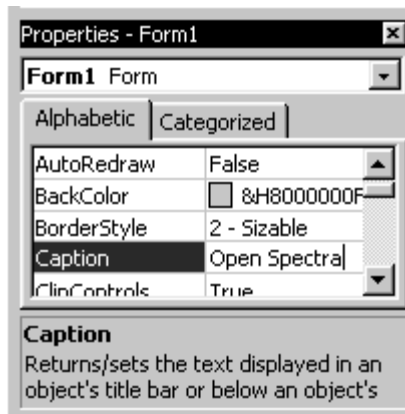 Properties - Form1
Form1 Form
Alphabetic Categorized
AutoRedraw False
BackColor &H8000000F
BorderStyle 2 - Sizable
Caption Open Spectra
ClipControls True
Caption
Returns/sets the text displayed in an
object's title bar or below an object's